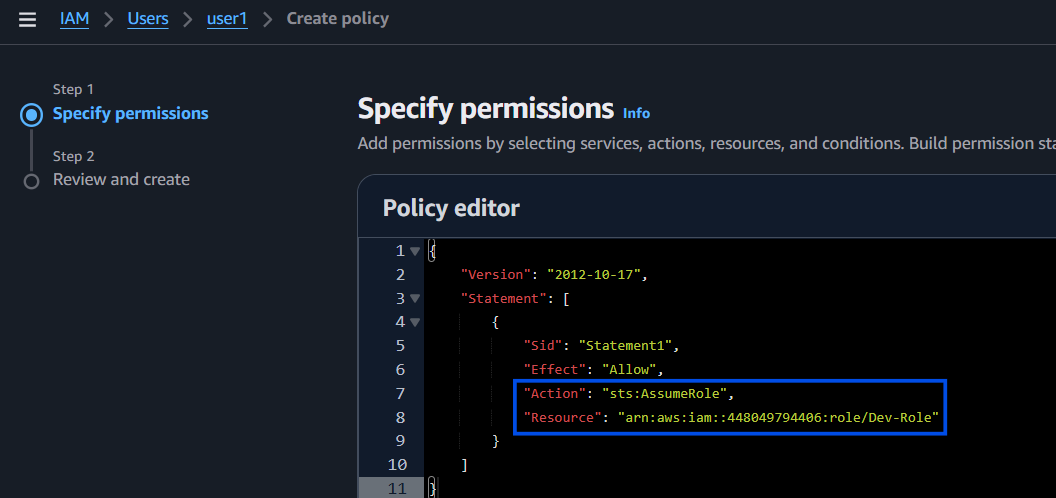 IAM > Users > user1 > Create policy
Step 1
Specify permissions
Step 2
Review and create
Specify permissions Info
Add permissions by selecting services, actions, resources, and conditions. Build permission sta
Policy editor
1 {
2 "Version": "2012-10-17",
3 "Statement": [
4 {
5 "Sid": "Statement1",
6 "Effect": "Allow",
7 "Action": "sts:AssumeRole",
8 "Resource": "arn:aws:iam::448049794406:role/Dev-Role"
9 }
10 ]
11 }